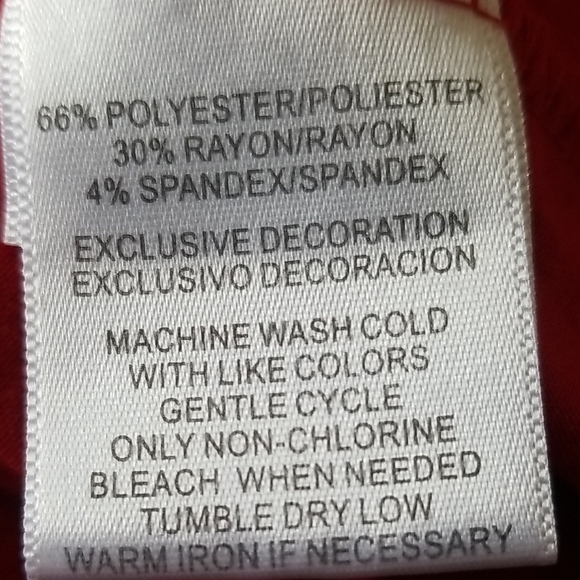 66% POLYESTER/POLIESTER
30% RAYON/RAYON
4% SPANDEX/SPANDEX
EXCLUSIVE DECORATION
EXCLUSIVO DECORACION
MACHINE WASH COLD
WITH LIKE COLORS
GENTLE CYCLE
ONLY NON-CHLORINE
BLEACH WHEN NEEDED
TUMBLE DRY LOW
WARM IRON IF NECESSARY